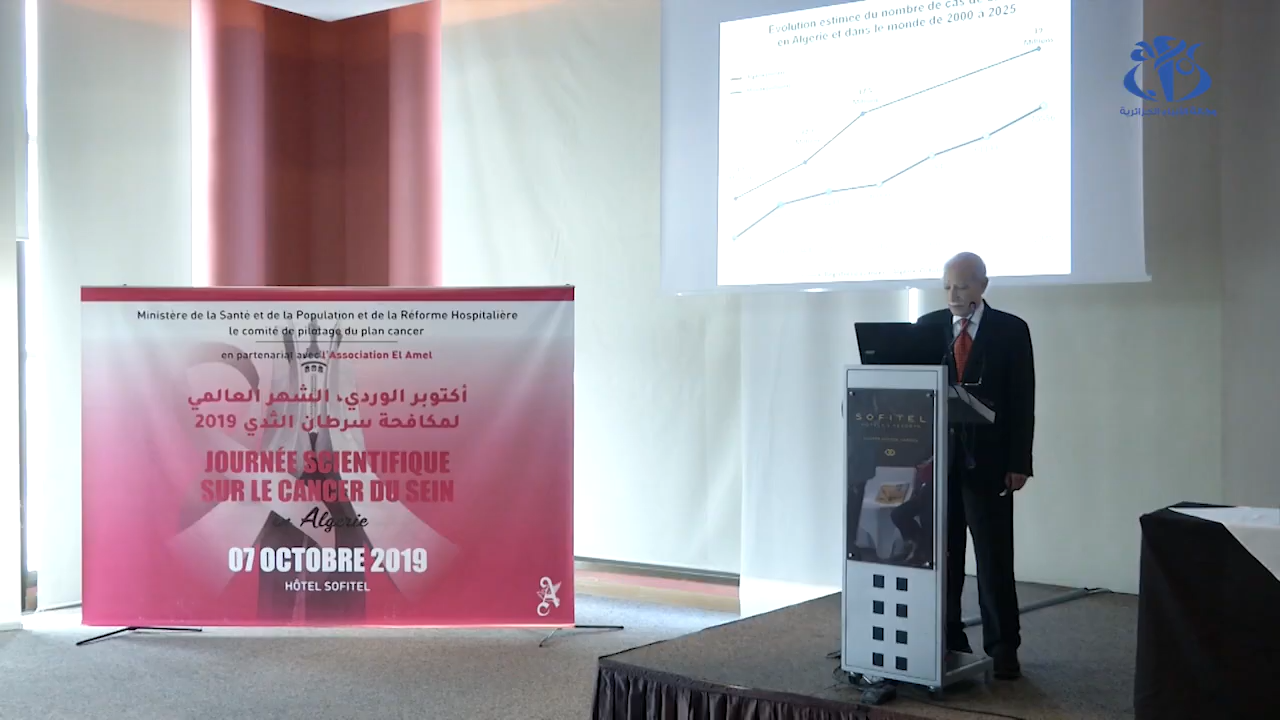 Evolution estimée du nombre de cas de
en Algérie et dans le monde de 2000 à 2025
Ministère de la Santé et de la Population et de la Réforme Hospitalière
le comité de pilotage du plan cancer
en partenariat avec l'Association El Amel
أكتوبر الوردي، الشهر العالمي
لمكافحة سرطان الثدي 2019
JOURNÉE SCIENTIFIQUE
SUR LE CANCER DU SEIN
en Algérie
07 OCTOBRE 2019
HÔTEL SOFITEL
SOFITEL